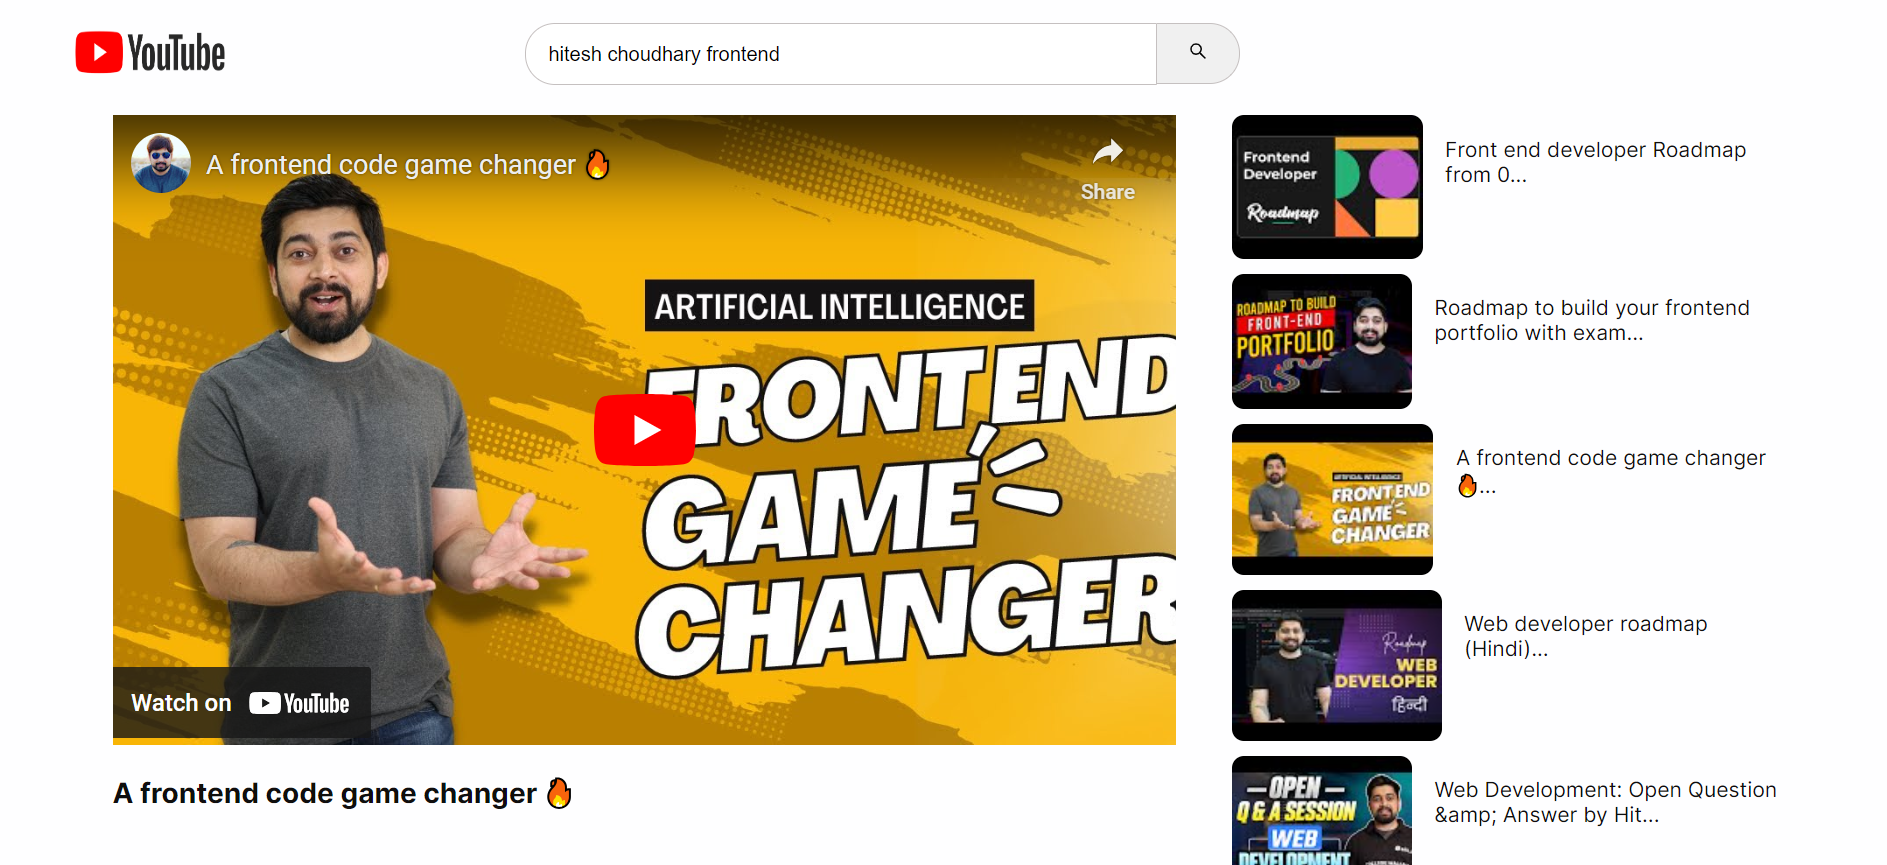 YouTube
hitesh choudhary frontend
A frontend code game changer 🔥
Share
ARTIFICIAL INTELLIGENCE
FRONTEND
GAME
CHANGER
Watch on YouTube
A frontend code game changer 🔥
Frontend
Developer
Roadmap
Front end developer Roadmap
from 0...
ROADMAP TO BUILD
FRONT-END
PORTFOLIO
Roadmap to build your frontend
portfolio with exam...
ARTIFICIAL INTELLIGENCE
FRONTEND
GAME
CHANGER
A frontend code game changer
🔥...
Roadmap
WEB
DEVELOPER
हिन्दी
Web developer roadmap
(Hindi)...
OPEN
Q & A SESSION
WEB
DEVELOPMENT
Web Development: Open Question
&amp; Answer by Hit...